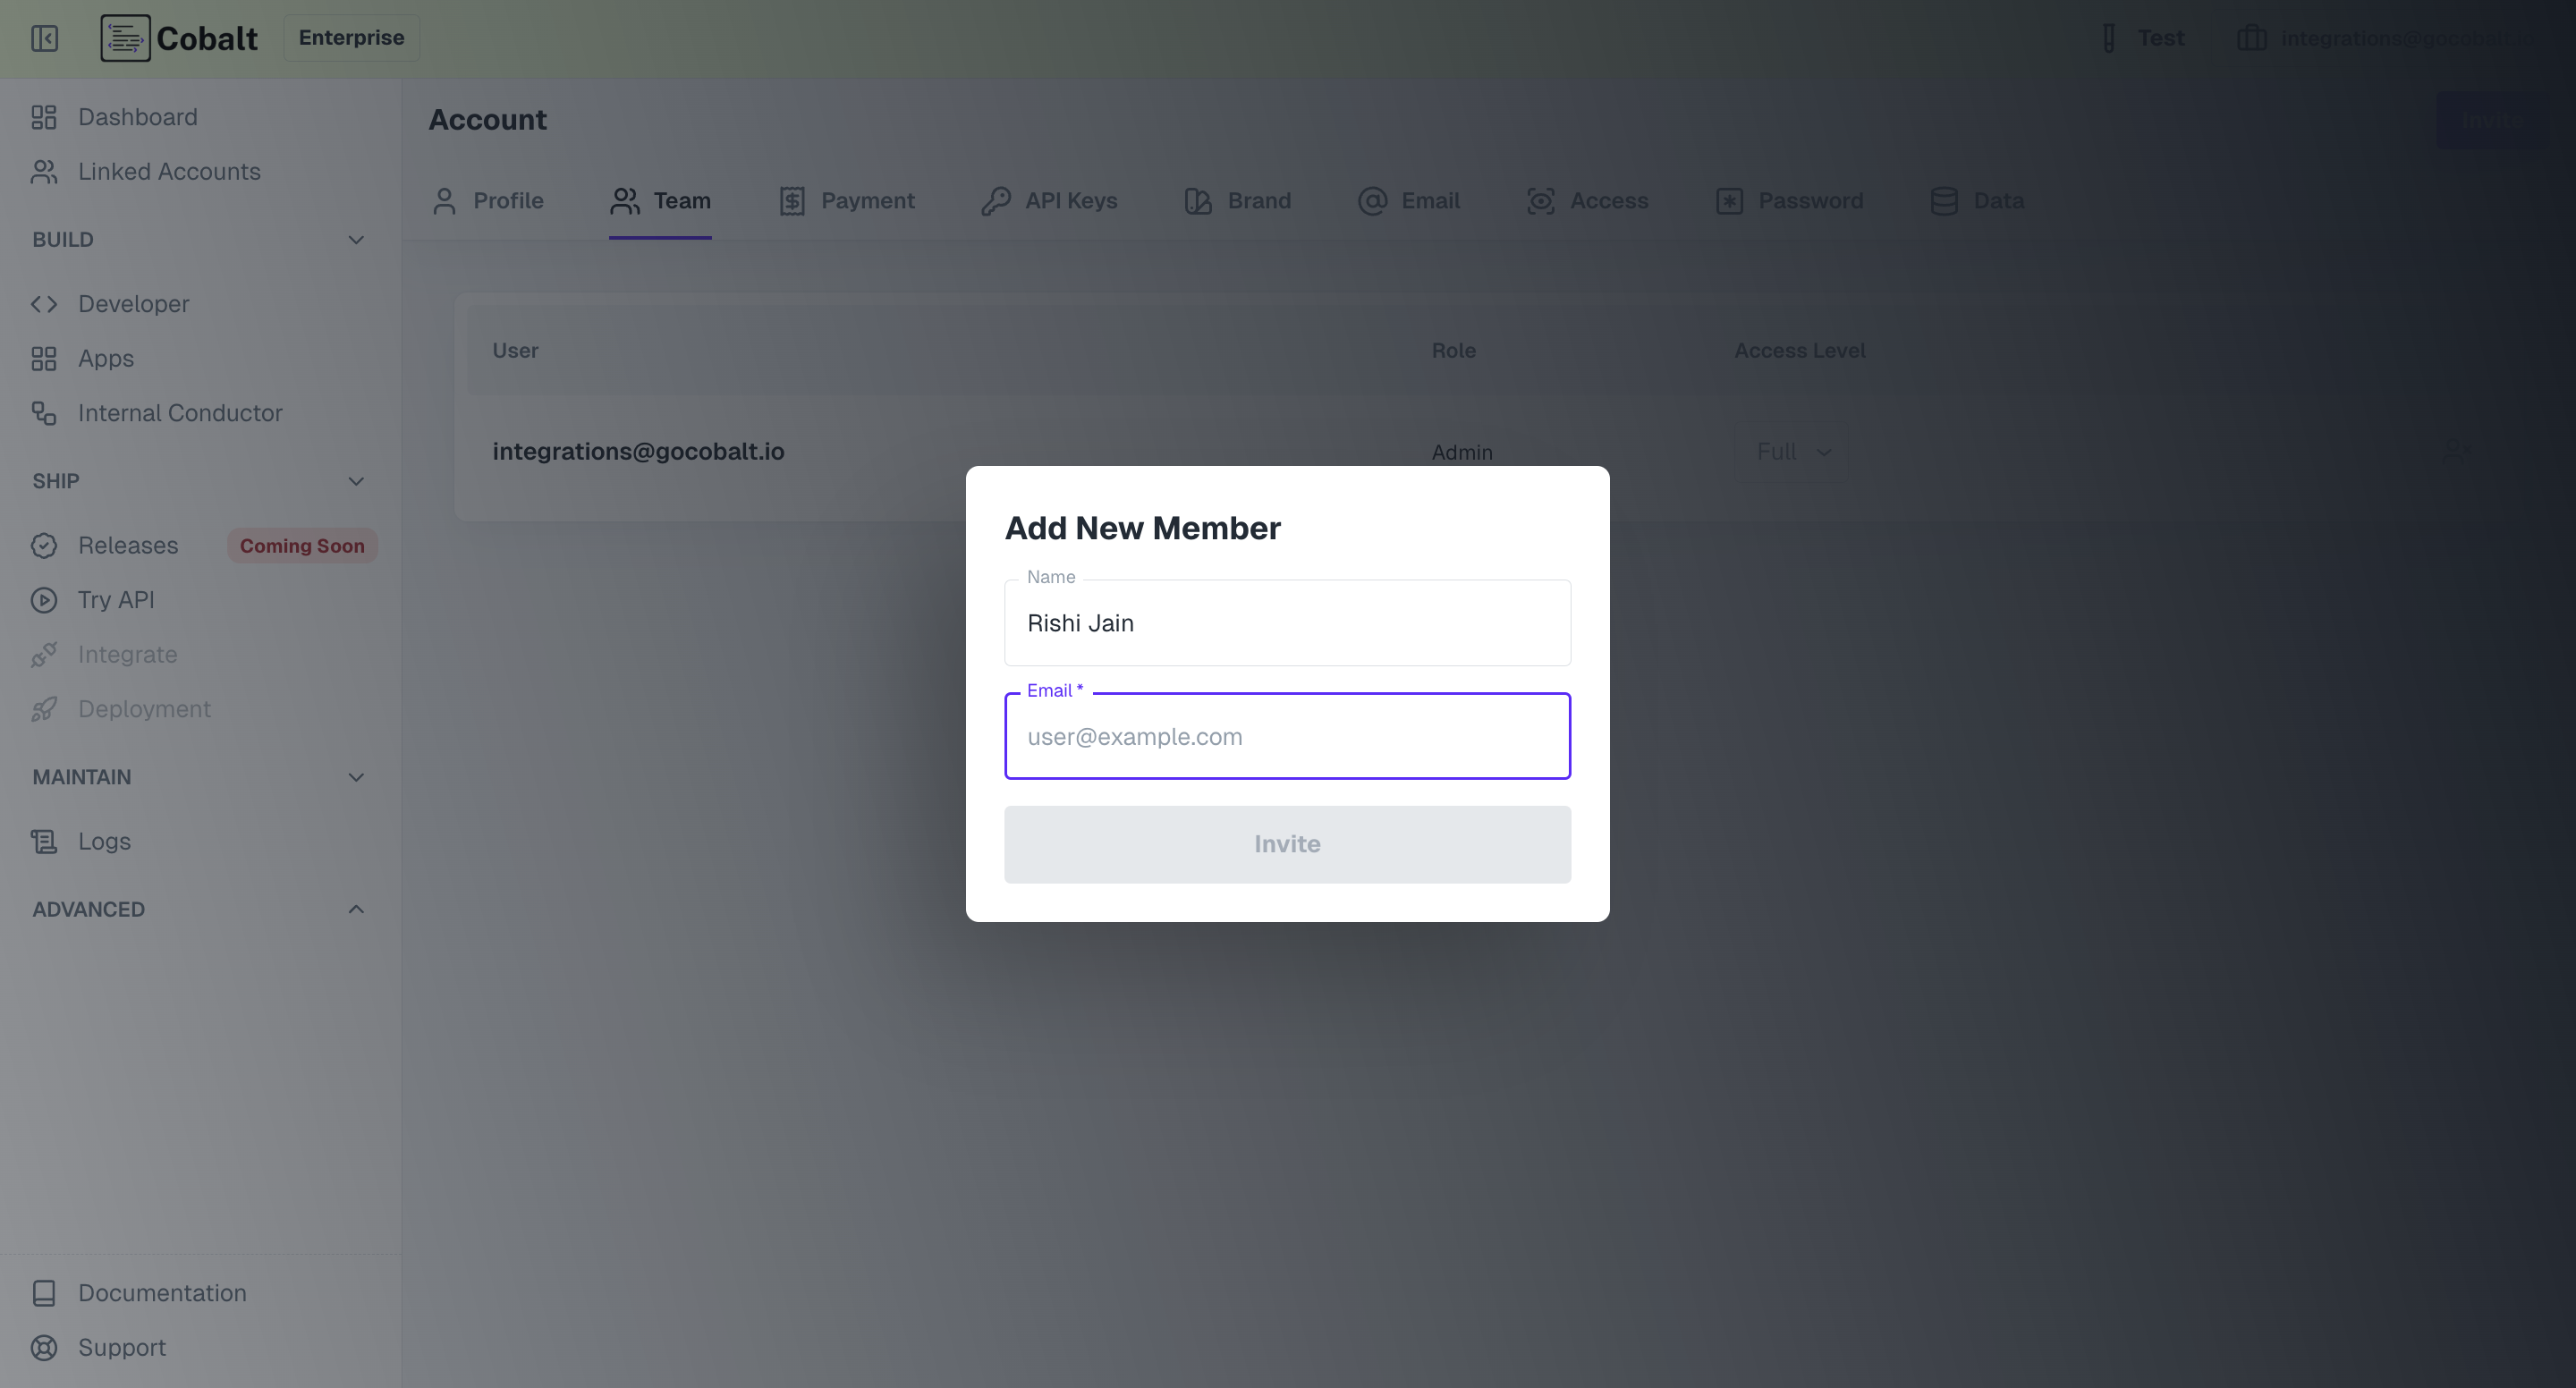 Cobalt
Enterprise
Test
integrations@gocobalt
Dashboard
Linked Accounts
BUILD
Developer
Apps
Internal Conductor
SHIP
Releases
Coming Soon
Try API
Integrate
Deployment
MAINTAIN
Logs
ADVANCED
Documentation
Support
Account
Invite
Profile
Team
Payment
API Keys
Brand
Email
Access
Password
Data
User
Role
Access Level
integrations@gocobalt.io
Admin
Full
Add New Member
Name
Rishi Jain
Email *
user@example.com
Invite